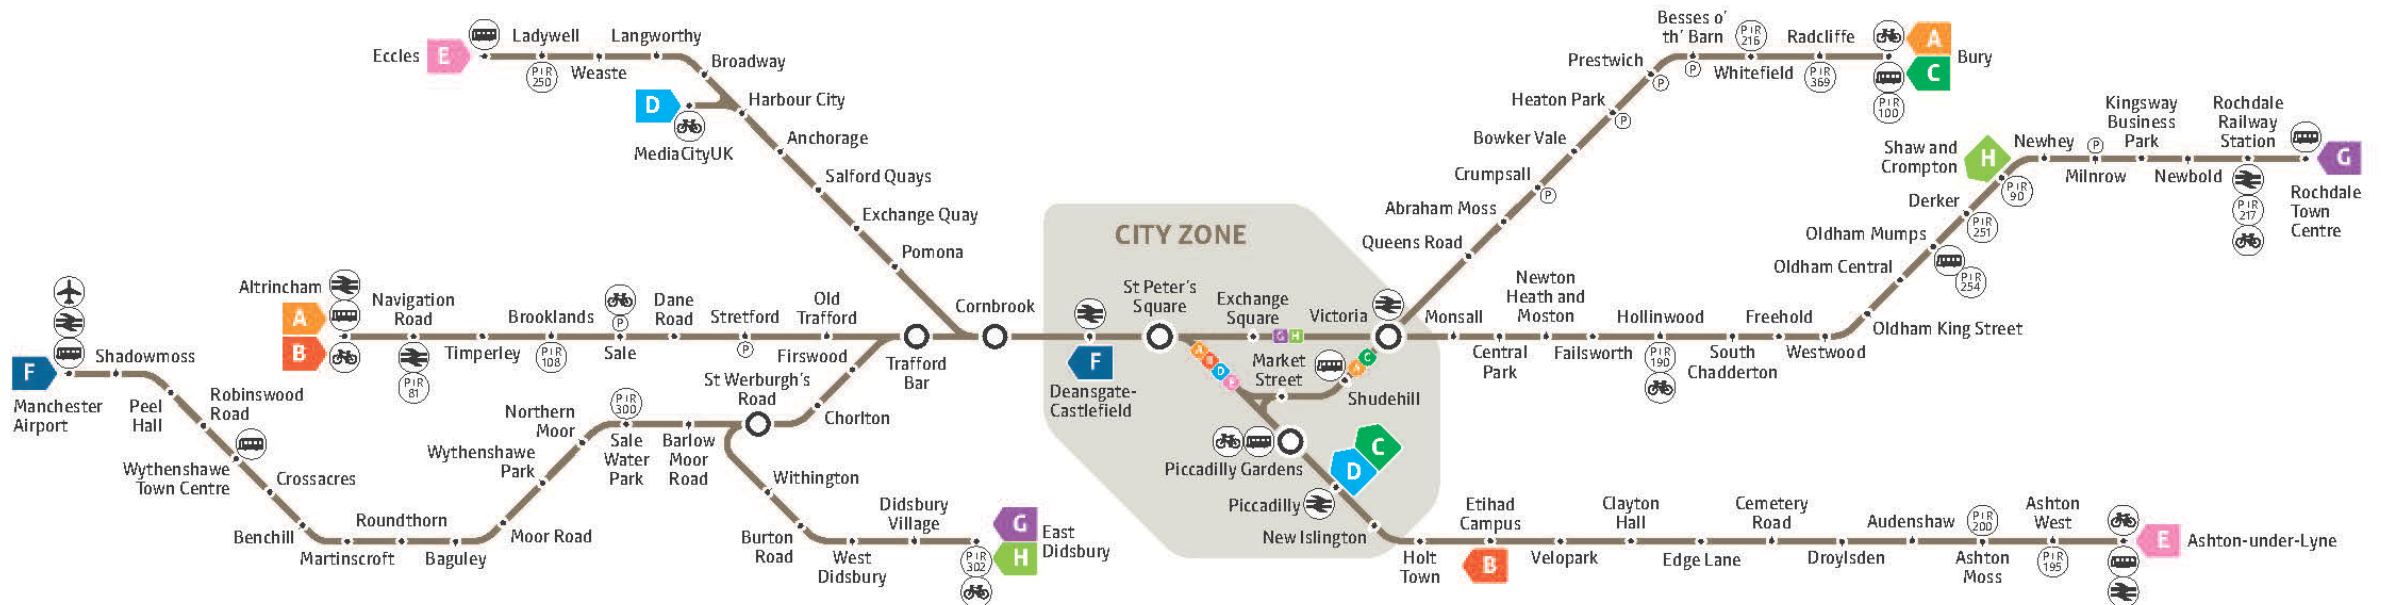 Eccles
E
Ladywell
P+R
250
Weaste
Langworthy
Broadway
D
MediaCityUK
Harbour City
Anchorage
Salford Quays
Exchange Quay
Pomona
Cornbrook
Altrincham
A
B
Navigation
Road
P+R
81
Timperley
Brooklands
P+R
108
P
Sale
Dane
Road
Stretford
P
Old
Trafford
Trafford
Bar
Firswood
Chorlton
St Werburgh's
Road
F
Manchester
Airport
Shadowmoss
Peel
Hall
Robinswood
Road
Wythenshawe
Town Centre
Crossacres
Benchill
Martinscroft
Roundthorn
Baguley
Moor Road
Wythenshawe
Park
Northern
Moor
P+R
300
Sale
Water
Park
Barlow
Moor
Road
Withington
Burton
Road
West
Didsbury
Didsbury
Village
P+R
302
G
H
East
Didsbury
CITY ZONE
F
Deansgate-
Castlefield
St Peter's
Square
Exchange
Square
G H
Victoria
A
B
D
E
Market
Street
C
A
Shudehill
Piccadilly Gardens
C
D
Piccadilly
New Islington
Holt
Town
Etihad
Campus
B
Velopark
Clayton
Hall
Edge Lane
Cemetery
Road
Droylsden
Audenshaw
P+R
200
Ashton
Moss
Ashton
West
P+R
195
E
Ashton-under-Lyne
Queens Road
Abraham Moss
Crumpsall
P
Bowker Vale
Heaton Park
P
Prestwich
P
Besses o'
th' Barn
P
P+R
216
Whitefield
Radcliffe
P+R
369
P+R
100
A
C
Bury
Monsall
Central
Park
Newton
Heath and
Moston
Failsworth
Hollinwood
P+R
190
South
Chadderton
Freehold
Westwood
Oldham King Street
Oldham Central
Oldham Mumps
P+R
254
Derker
P+R
251
Shaw and
Crompton
H
P+R
90
Newhey
P
Milnrow
Kingsway
Business
Park
Newbold
Rochdale
Railway
Station
P+R
217
G
Rochdale
Town
Centre